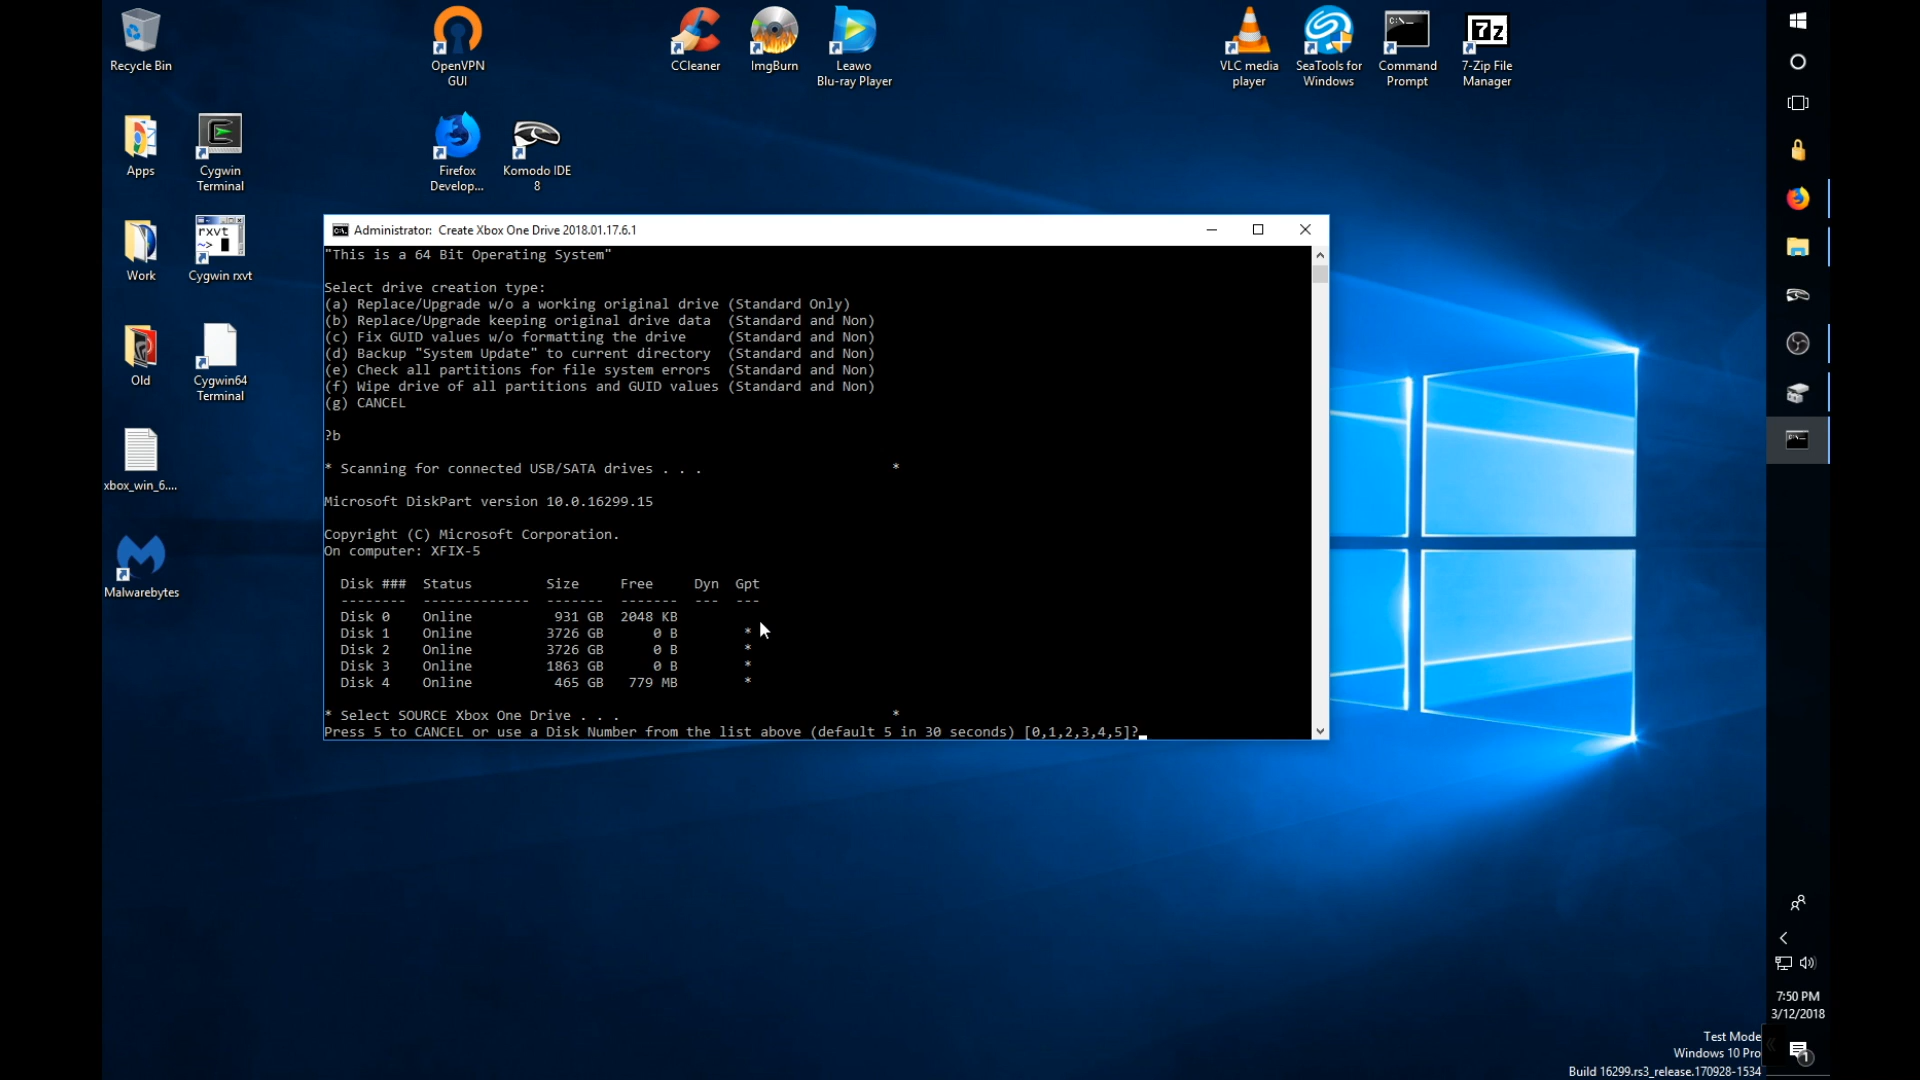 Recycle Bin
OpenVPN
GUI
CCleaner
ImgBurn
Leawo
Blu-ray Player
VLC media
player
SeaTools for
Windows
Command
Prompt
7-Zip File
Manager
Apps
Cygwin
Terminal
Firefox
Develop...
Komodo IDE
8
Work
Cygwin rxvt
Old
Cygwin64
Terminal
xbox_win_6....
Malwarebytes
Administrator: Create Xbox One Drive 2018.01.17.6.1
"This is a 64 Bit Operating System"
Select drive creation type:
(a) Replace/Upgrade w/o a working original drive (Standard Only)
(b) Replace/Upgrade keeping original drive data (Standard and Non)
(c) Fix GUID values w/o formatting the drive (Standard and Non)
(d) Backup "System Update" to current directory (Standard and Non)
(e) Check all partitions for file system errors (Standard and Non)
(f) Wipe drive of all partitions and GUID values (Standard and Non)
(g) CANCEL
?b
* Scanning for connected USB/SATA drives . . . *
Microsoft DiskPart version 10.0.16299.15
Copyright (C) Microsoft Corporation.
On computer: XFIX-5
Disk ### Status Size Free Dyn Gpt
-------- ------------- ------- ------- --- ---
Disk 0 Online 931 GB 2048 KB
Disk 1 Online 3726 GB 0 B *
Disk 2 Online 3726 GB 0 B *
Disk 3 Online 1863 GB 0 B *
Disk 4 Online 465 GB 779 MB *
* Select SOURCE Xbox One Drive . . . *
Press 5 to CANCEL or use a Disk Number from the list above (default 5 in 30 seconds) [0,1,2,3,4,5]?
7:50 PM
3/12/2018
Test Mode
Windows 10 Pro
Build 16299.rs3_release.170928-1534
1
rxvt
~>
C:\
7z